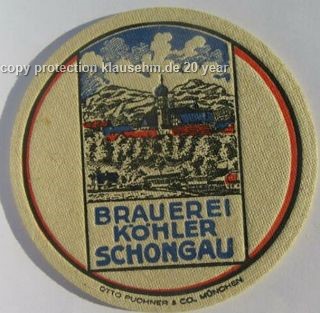 copy protection klausehm.de 20 year
BRAUEREI
KÖHLER
SCHONGAU
OTTO PUCHNER & CO., MÜNCHEN